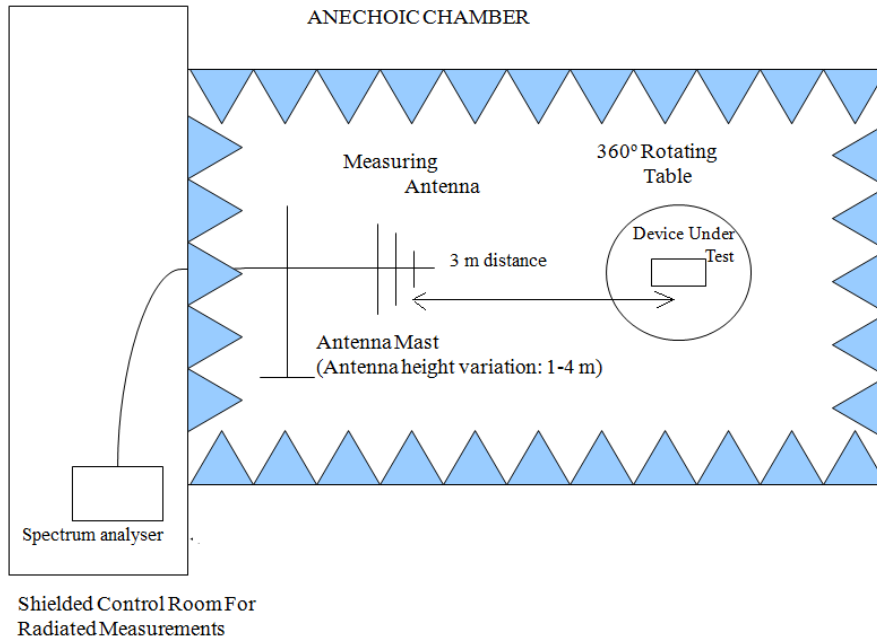 ANECHOIC CHAMBER
Measuring
Antenna
360° Rotating
Table
Device Under
Test
3 m distance
Antenna Mast
(Antenna height variation: 1-4 m)
Spectrum analyser
Shielded Control Room For
Radiated Measurements